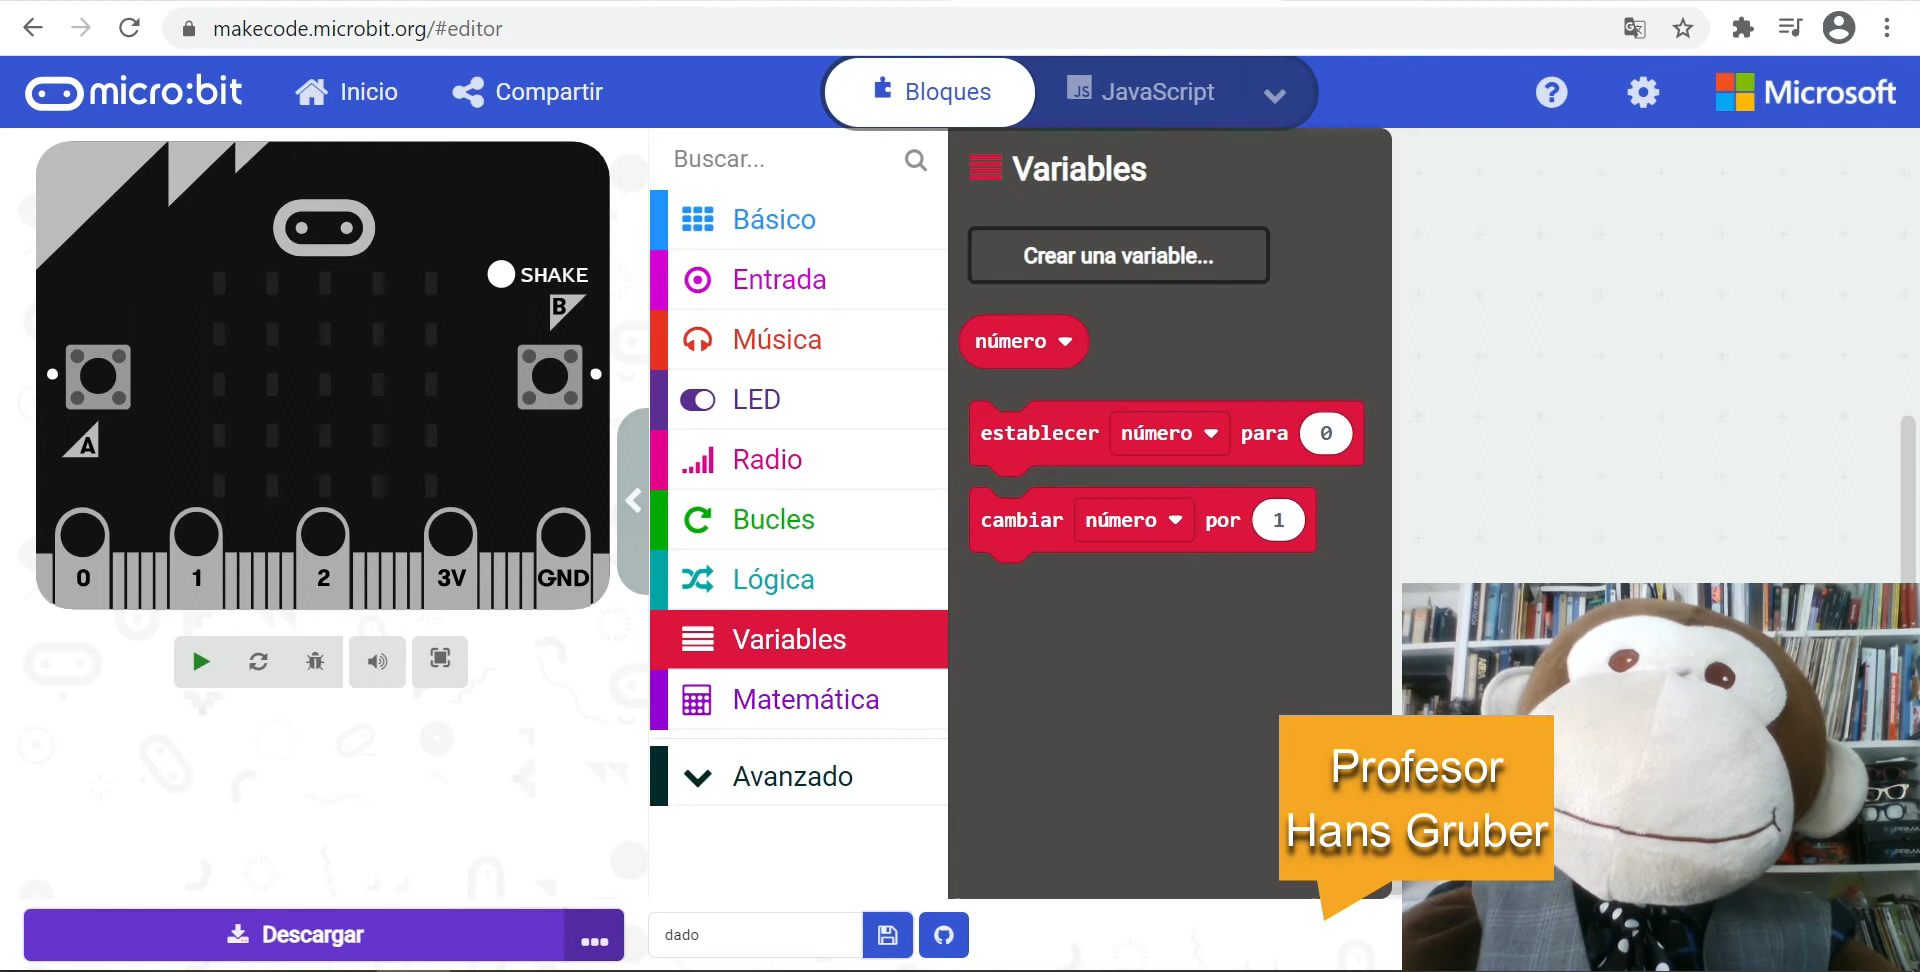 makecode.microbit.org/#editor
micro:bit
Inicio
Compartir
Bloques
JS JavaScript
Microsoft
SHAKE
B
A
0 1 2 3V GND
Buscar...
Básico
Entrada
Música
LED
Radio
Bucles
Lógica
Variables
Matemática
Avanzado
Variables
Crear una variable...
número
establecer número para 0
cambiar número por 1
Profesor
Hans Gruber
Descargar
dado